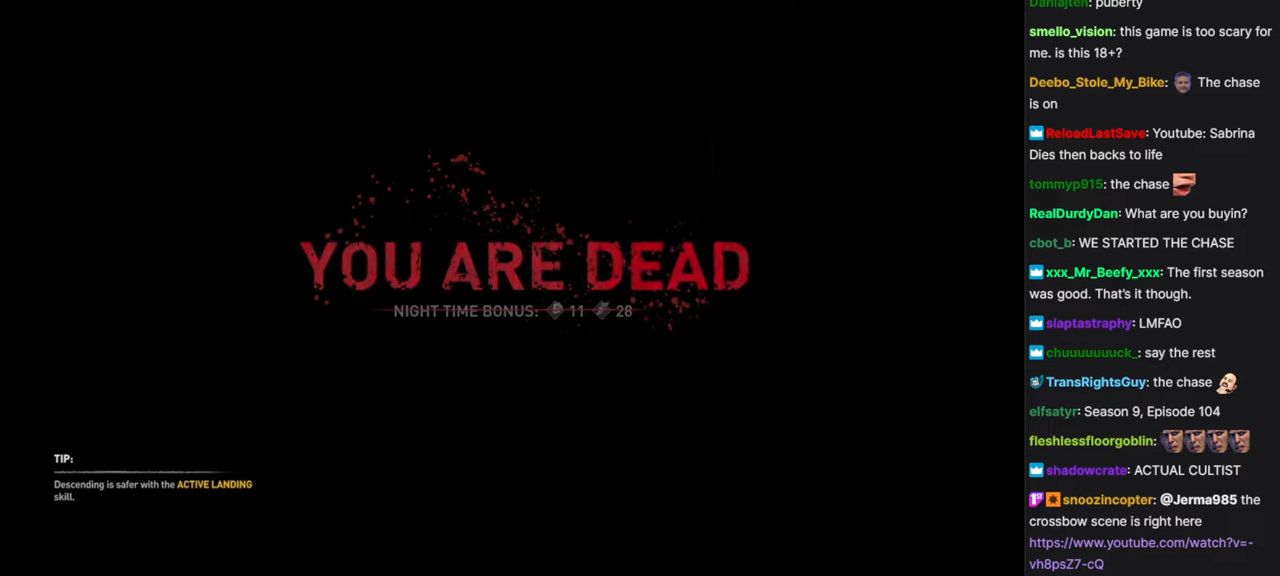 YOU ARE DEAD
NIGHT TIME BONUS: 11 28
TIP:
Descending is safer with the ACTIVE LANDING
skill.
Danlajten: puberty
smello_vision: this game is too scary for
me. is this 18+?
Deebo_Stole_My_Bike: The chase
is on
ReloadLastSave: Youtube: Sabrina
Dies then backs to life
tommyp915: the chase
RealDurdyDan: What are you buyin?
cbot_b: WE STARTED THE CHASE
xxx_Mr_Beefy_xxx: The first season
was good. That’s it though.
slaptastraphy: LMFAO
chuuuuuuuck_: say the rest
TransRightsGuy: the chase
elfsatyr: Season 9, Episode 104
fleshlessfloorgoblin:
shadowcrate: ACTUAL CULTIST
snoozincopter: @Jerma985 the
crossbow scene is right here
https://www.youtube.com/watch?v=-
vh8psZ7-cQ